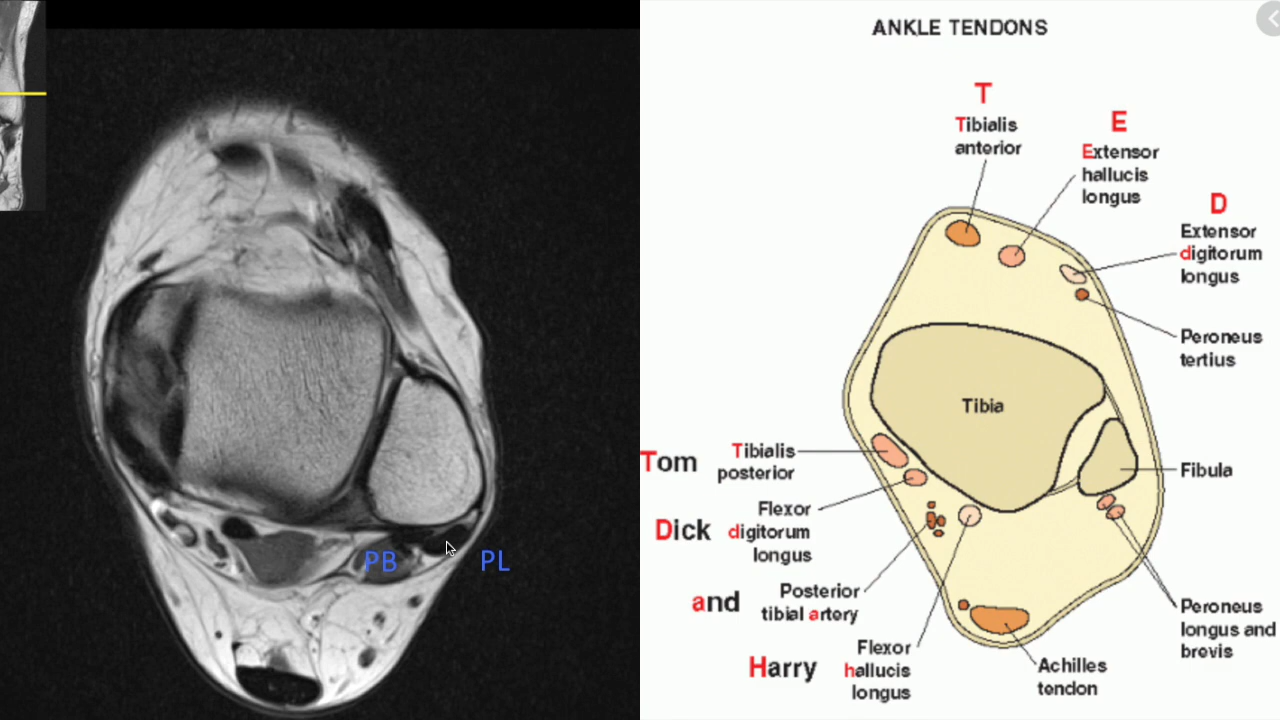 PB
PL
ANKLE TENDONS
T
Tibialis
anterior
E
Extensor
hallucis
longus
D
Extensor
digitorum
longus
Peroneus
tertius
Tibia
Tom
Tibialis
posterior
Fibula
Dick
Flexor
digitorum
longus
and
Posterior
tibial artery
Peroneus
longus and
brevis
Harry
Flexor
hallucis
longus
Achilles
tendon